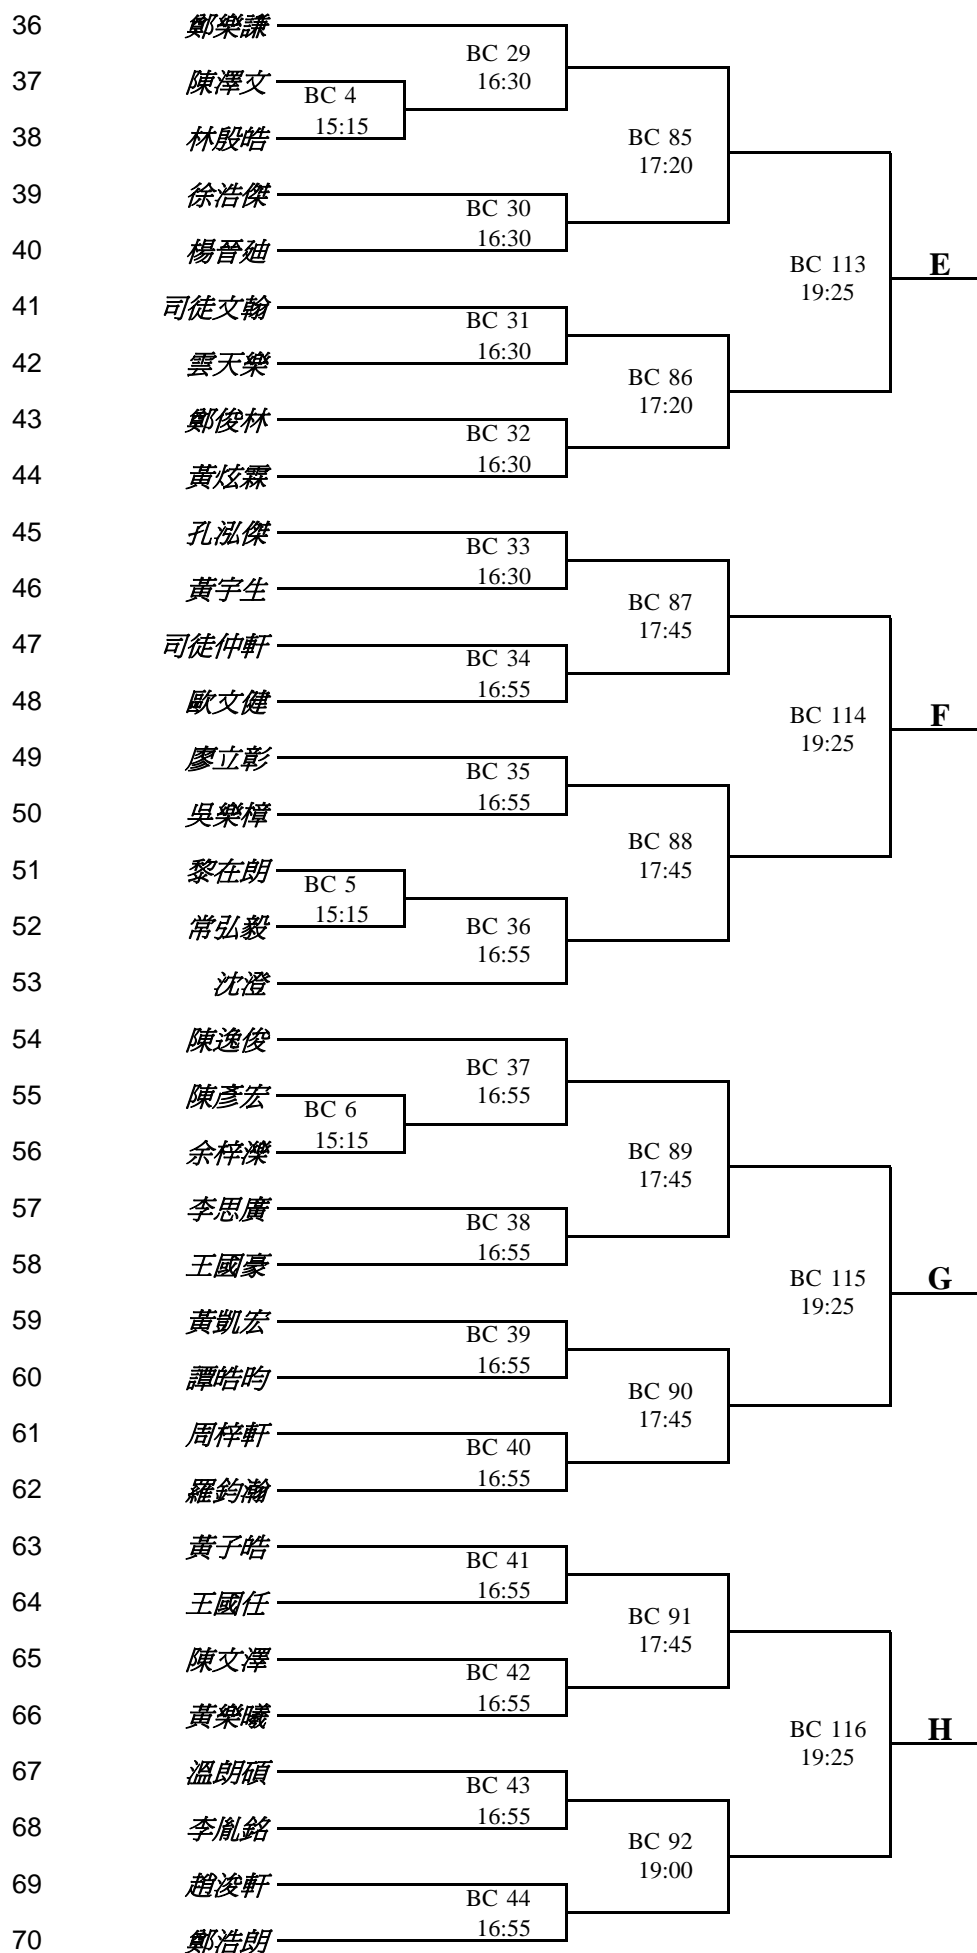 36 鄭樂謙
BC 29
37 陳澤文 16:30
BC 4
15:15
38 林殷皓 BC 85
17:20
39 徐浩傑
BC 30
16:30
40 楊晉廸 BC 113 E
19:25
41 司徒文翰
BC 31
16:30
42 雲天樂 BC 86
17:20
43 鄭俊林
BC 32
16:30
44 黃炫霖
45 孔泓傑
BC 33
16:30
46 黃宇生 BC 87
17:45
47 司徒仲軒
BC 34
16:55
48 歐文健 BC 114 F
19:25
49 廖立彰
BC 35
16:55
50 吳樂樟
BC 88
51 黎在朗 17:45
BC 5
15:15
52 常弘毅 BC 36
16:55
53 沈澄
54 陳逸俊
BC 37
55 陳彥宏 16:55
BC 6
15:15
56 余梓濼 BC 89
17:45
57 李思廣
BC 38
16:55
58 王國豪 BC 115 G
19:25
59 黃凱宏
BC 39
16:55
60 譚皓昀 BC 90
17:45
61 周梓軒
BC 40
16:55
62 羅鈞瀚
63 黃子皓
BC 41
16:55
64 王國任 BC 91
17:45
65 陳文澤
BC 42
16:55
66 黃樂曦 BC 116 H
19:25
67 溫朗碩
BC 43
16:55
68 李胤銘 BC 92
19:00
69 趙浚軒
BC 44
16:55
70 鄭浩朗